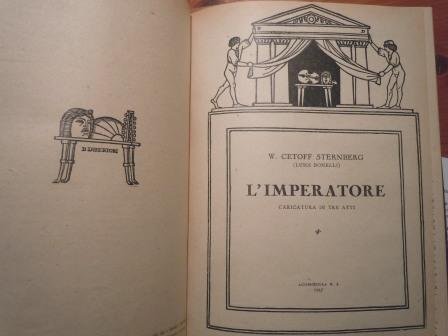 W. CETOFF STERNBERG
(LUIGI BONELLI)
L'IMPERATORE
CARICATURA IN TRE ATTI